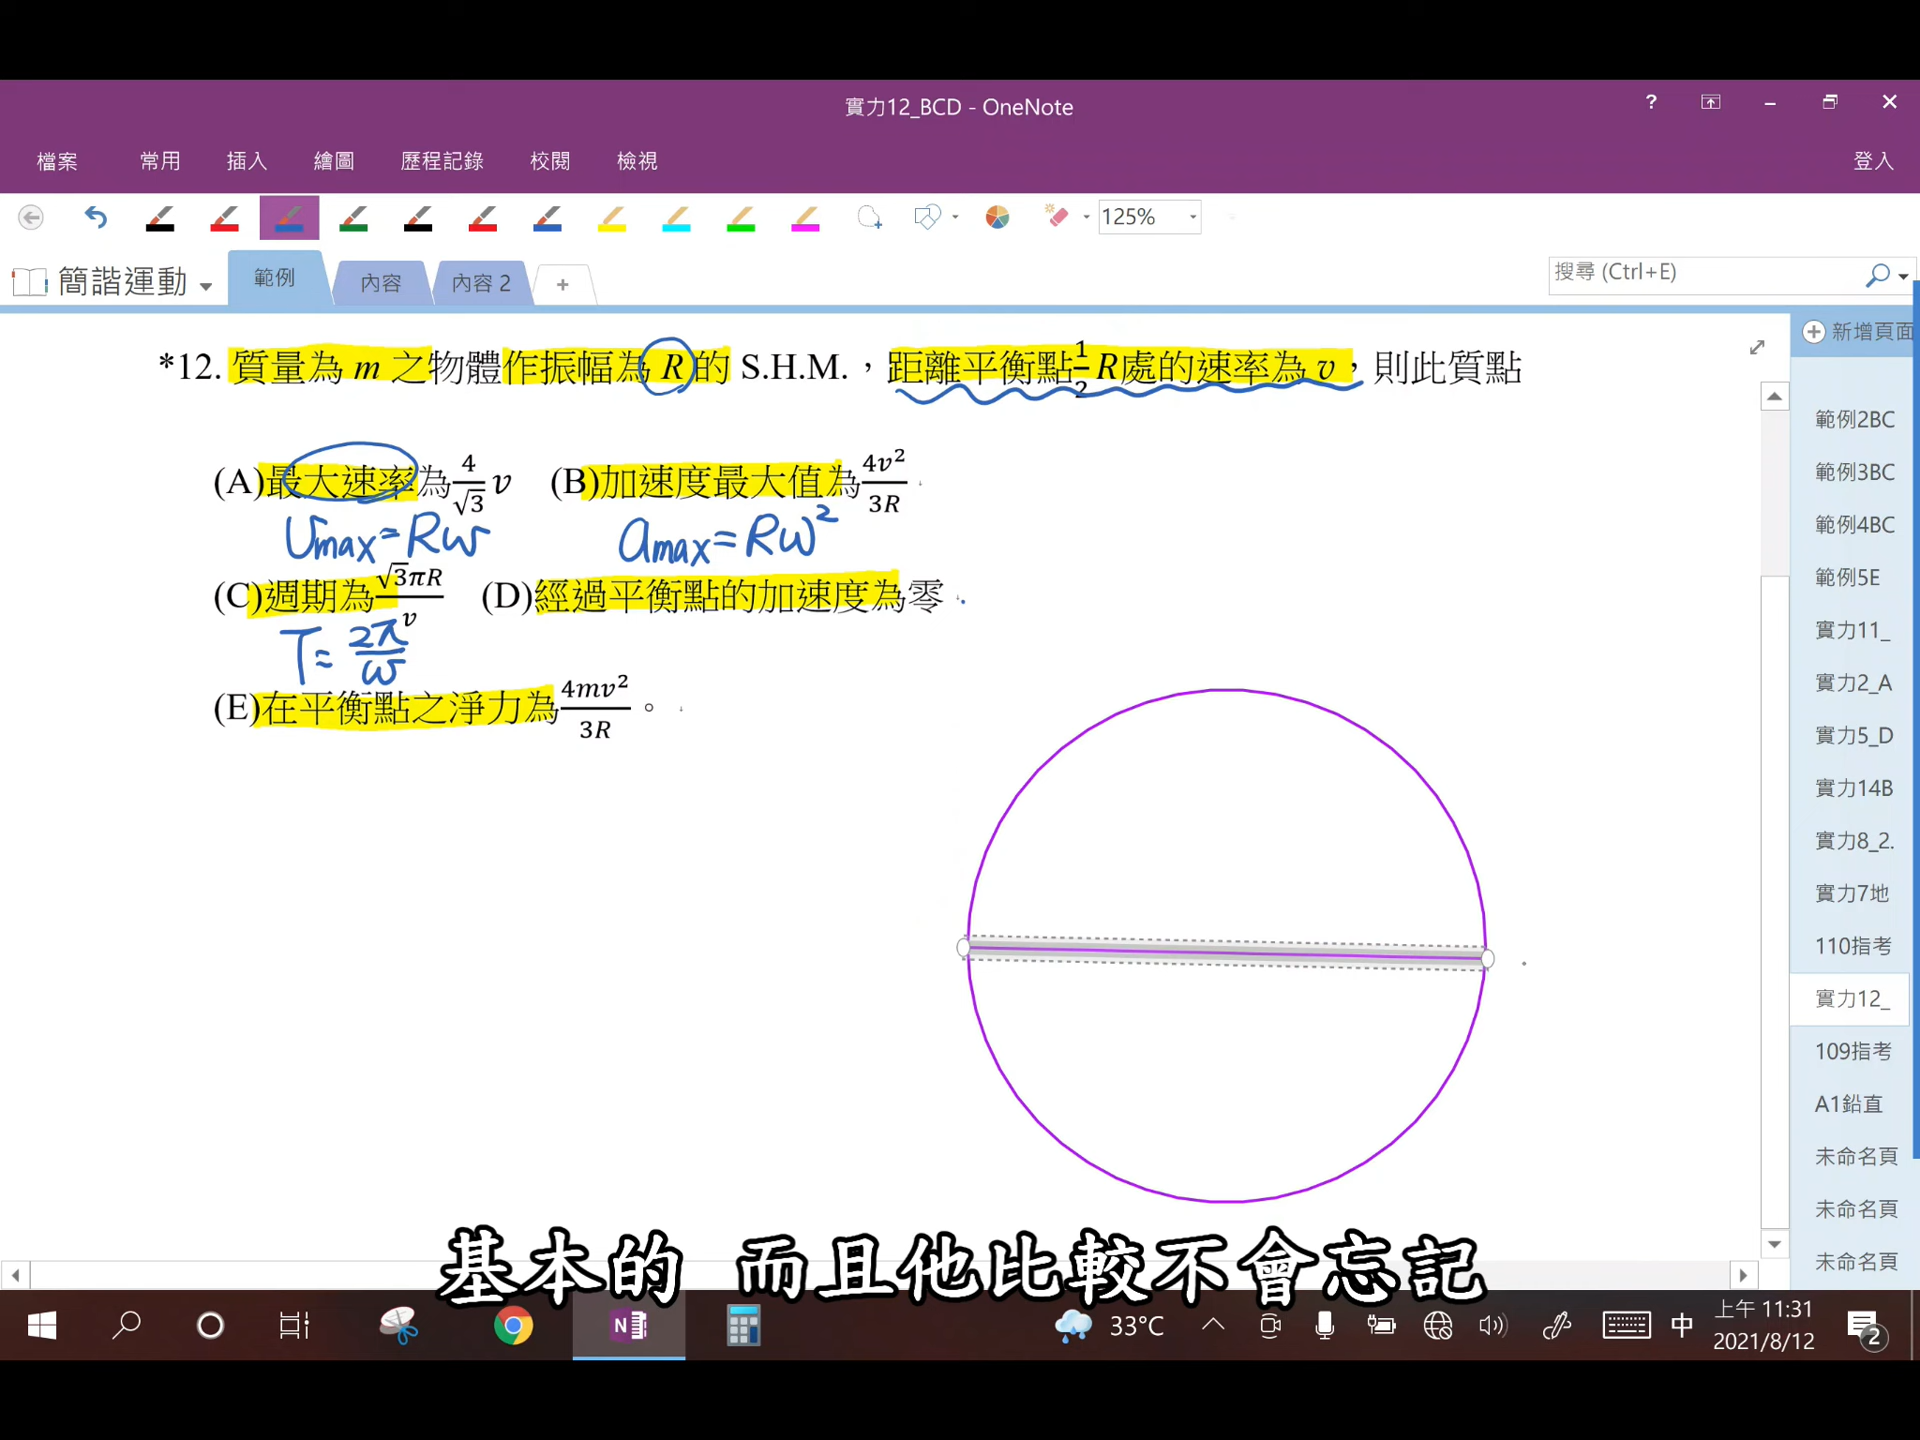 實力12_BCD - OneNote
?
檔案 常用 插入 繪圖 歷程記錄 校閱 檢視 登入
125%
簡諧運動 範例 內容 內容 2 +
搜尋 (Ctrl+E)
新增頁面
*12. 質量為 m 之物體作振幅為 R 的 S.H.M.，距離平衡點 1/2 R處的速率為 v，則此質點
(A)最大速率為 4/√3 v (B)加速度最大值為 4v²/3R
Vmax=Rw amax=Rw²
(C)週期為 √3πR/v (D)經過平衡點的加速度為零
T= 2π/w
(E)在平衡點之淨力為 4mv²/3R。
範例2BC
範例3BC
範例4BC
範例5E
實力11_
實力2_A
實力5_D
實力14B
實力8_2.
實力7地
110指考
實力12_
109指考
A1鉛直
未命名頁
未命名頁
未命名頁
基本的 而且他比較不會忘記
N
33°C
中
上午 11:31
2021/8/12
2